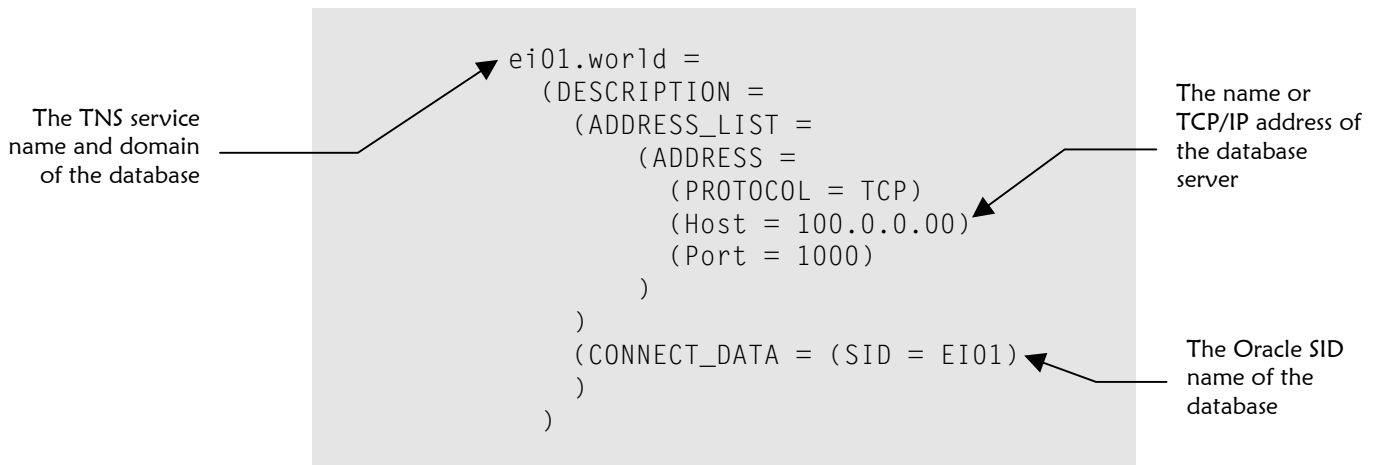 The TNS service
name and domain
of the database
ei01.world =
(DESCRIPTION =
(ADDRESS_LIST =
(ADDRESS =
(PROTOCOL = TCP)
(Host = 100.0.0.00)
(Port = 1000)
)
)
(CONNECT_DATA = (SID = EI01)
)
)
The name or
TCP/IP address of
the database
server
The Oracle SID
name of the
database